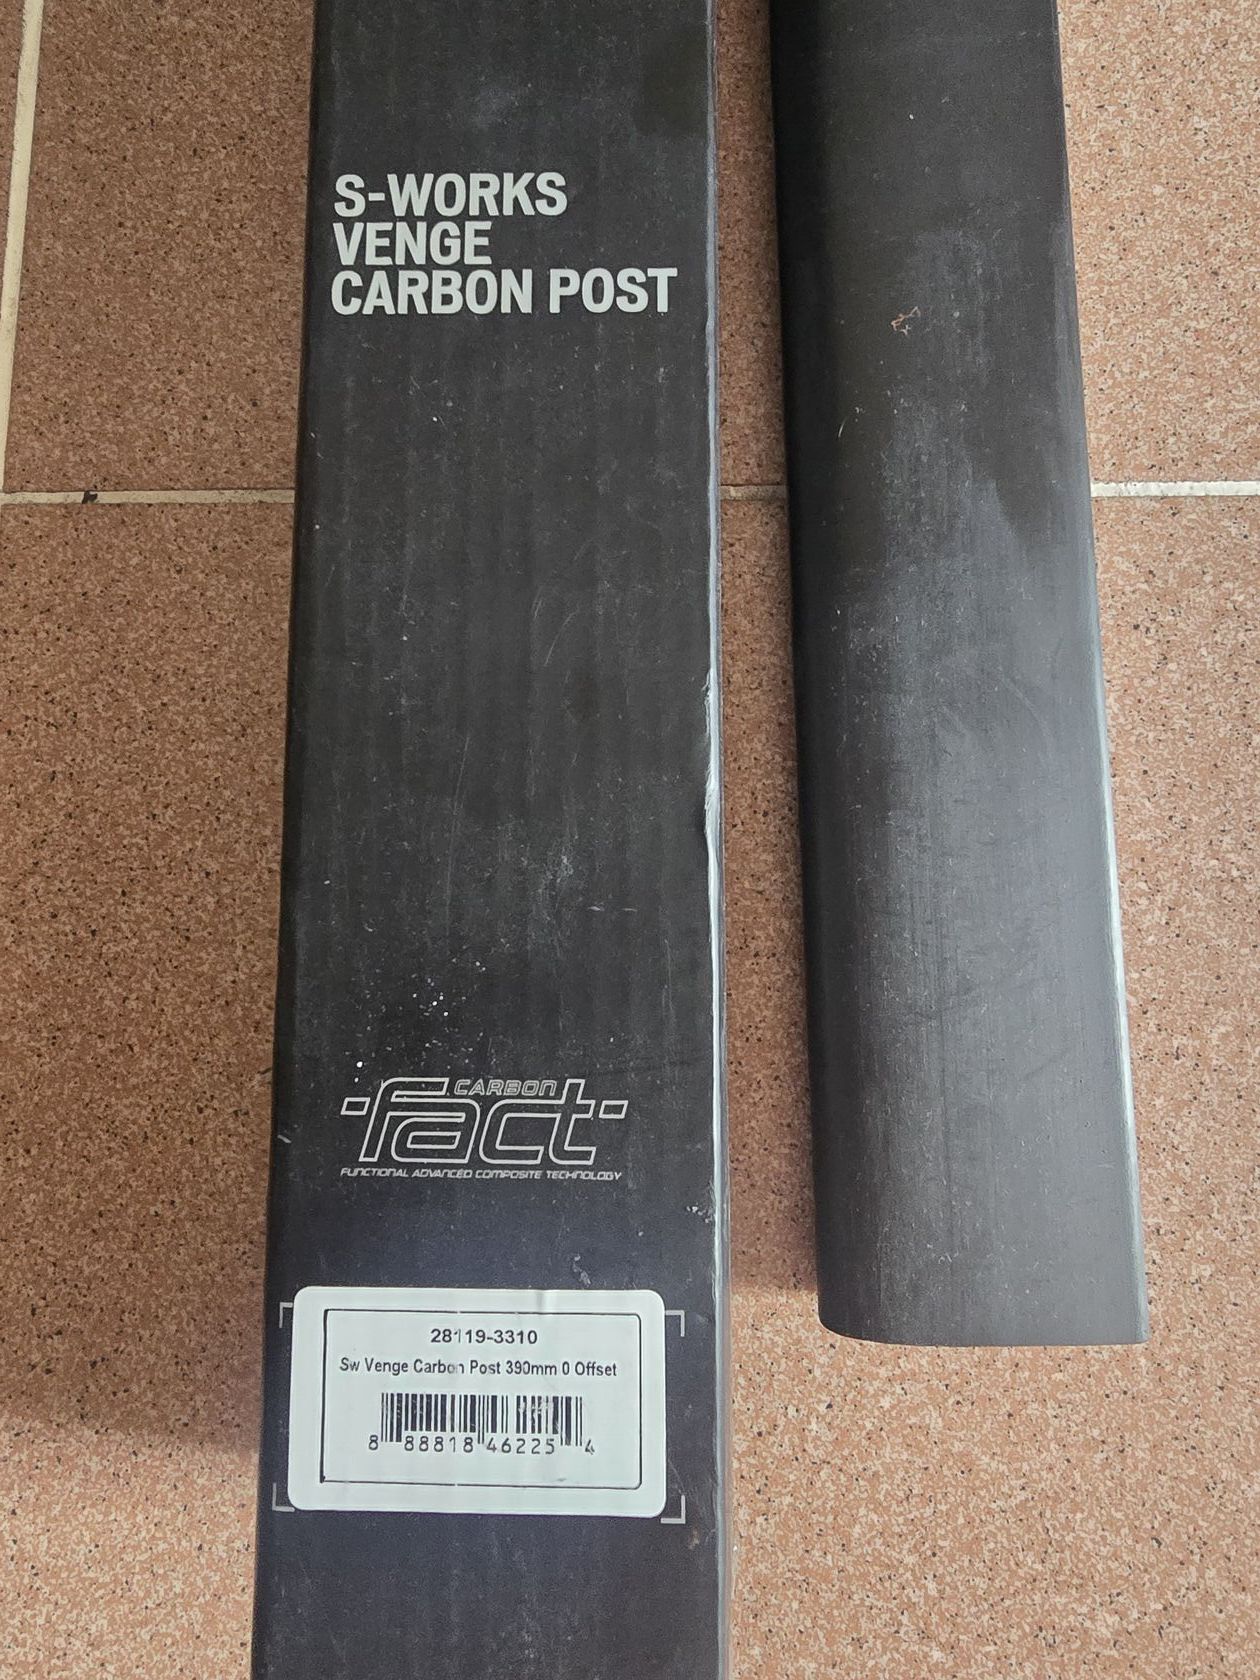 S-WORKS
VENGE
CARBON POST
CARBON
fact
FUNCTIONAL ADVANCED COMPOSITE TECHNOLOGY
28119-3310
Sw Venge Carbon Post 390mm 0 Offset
8 88818 46225 4